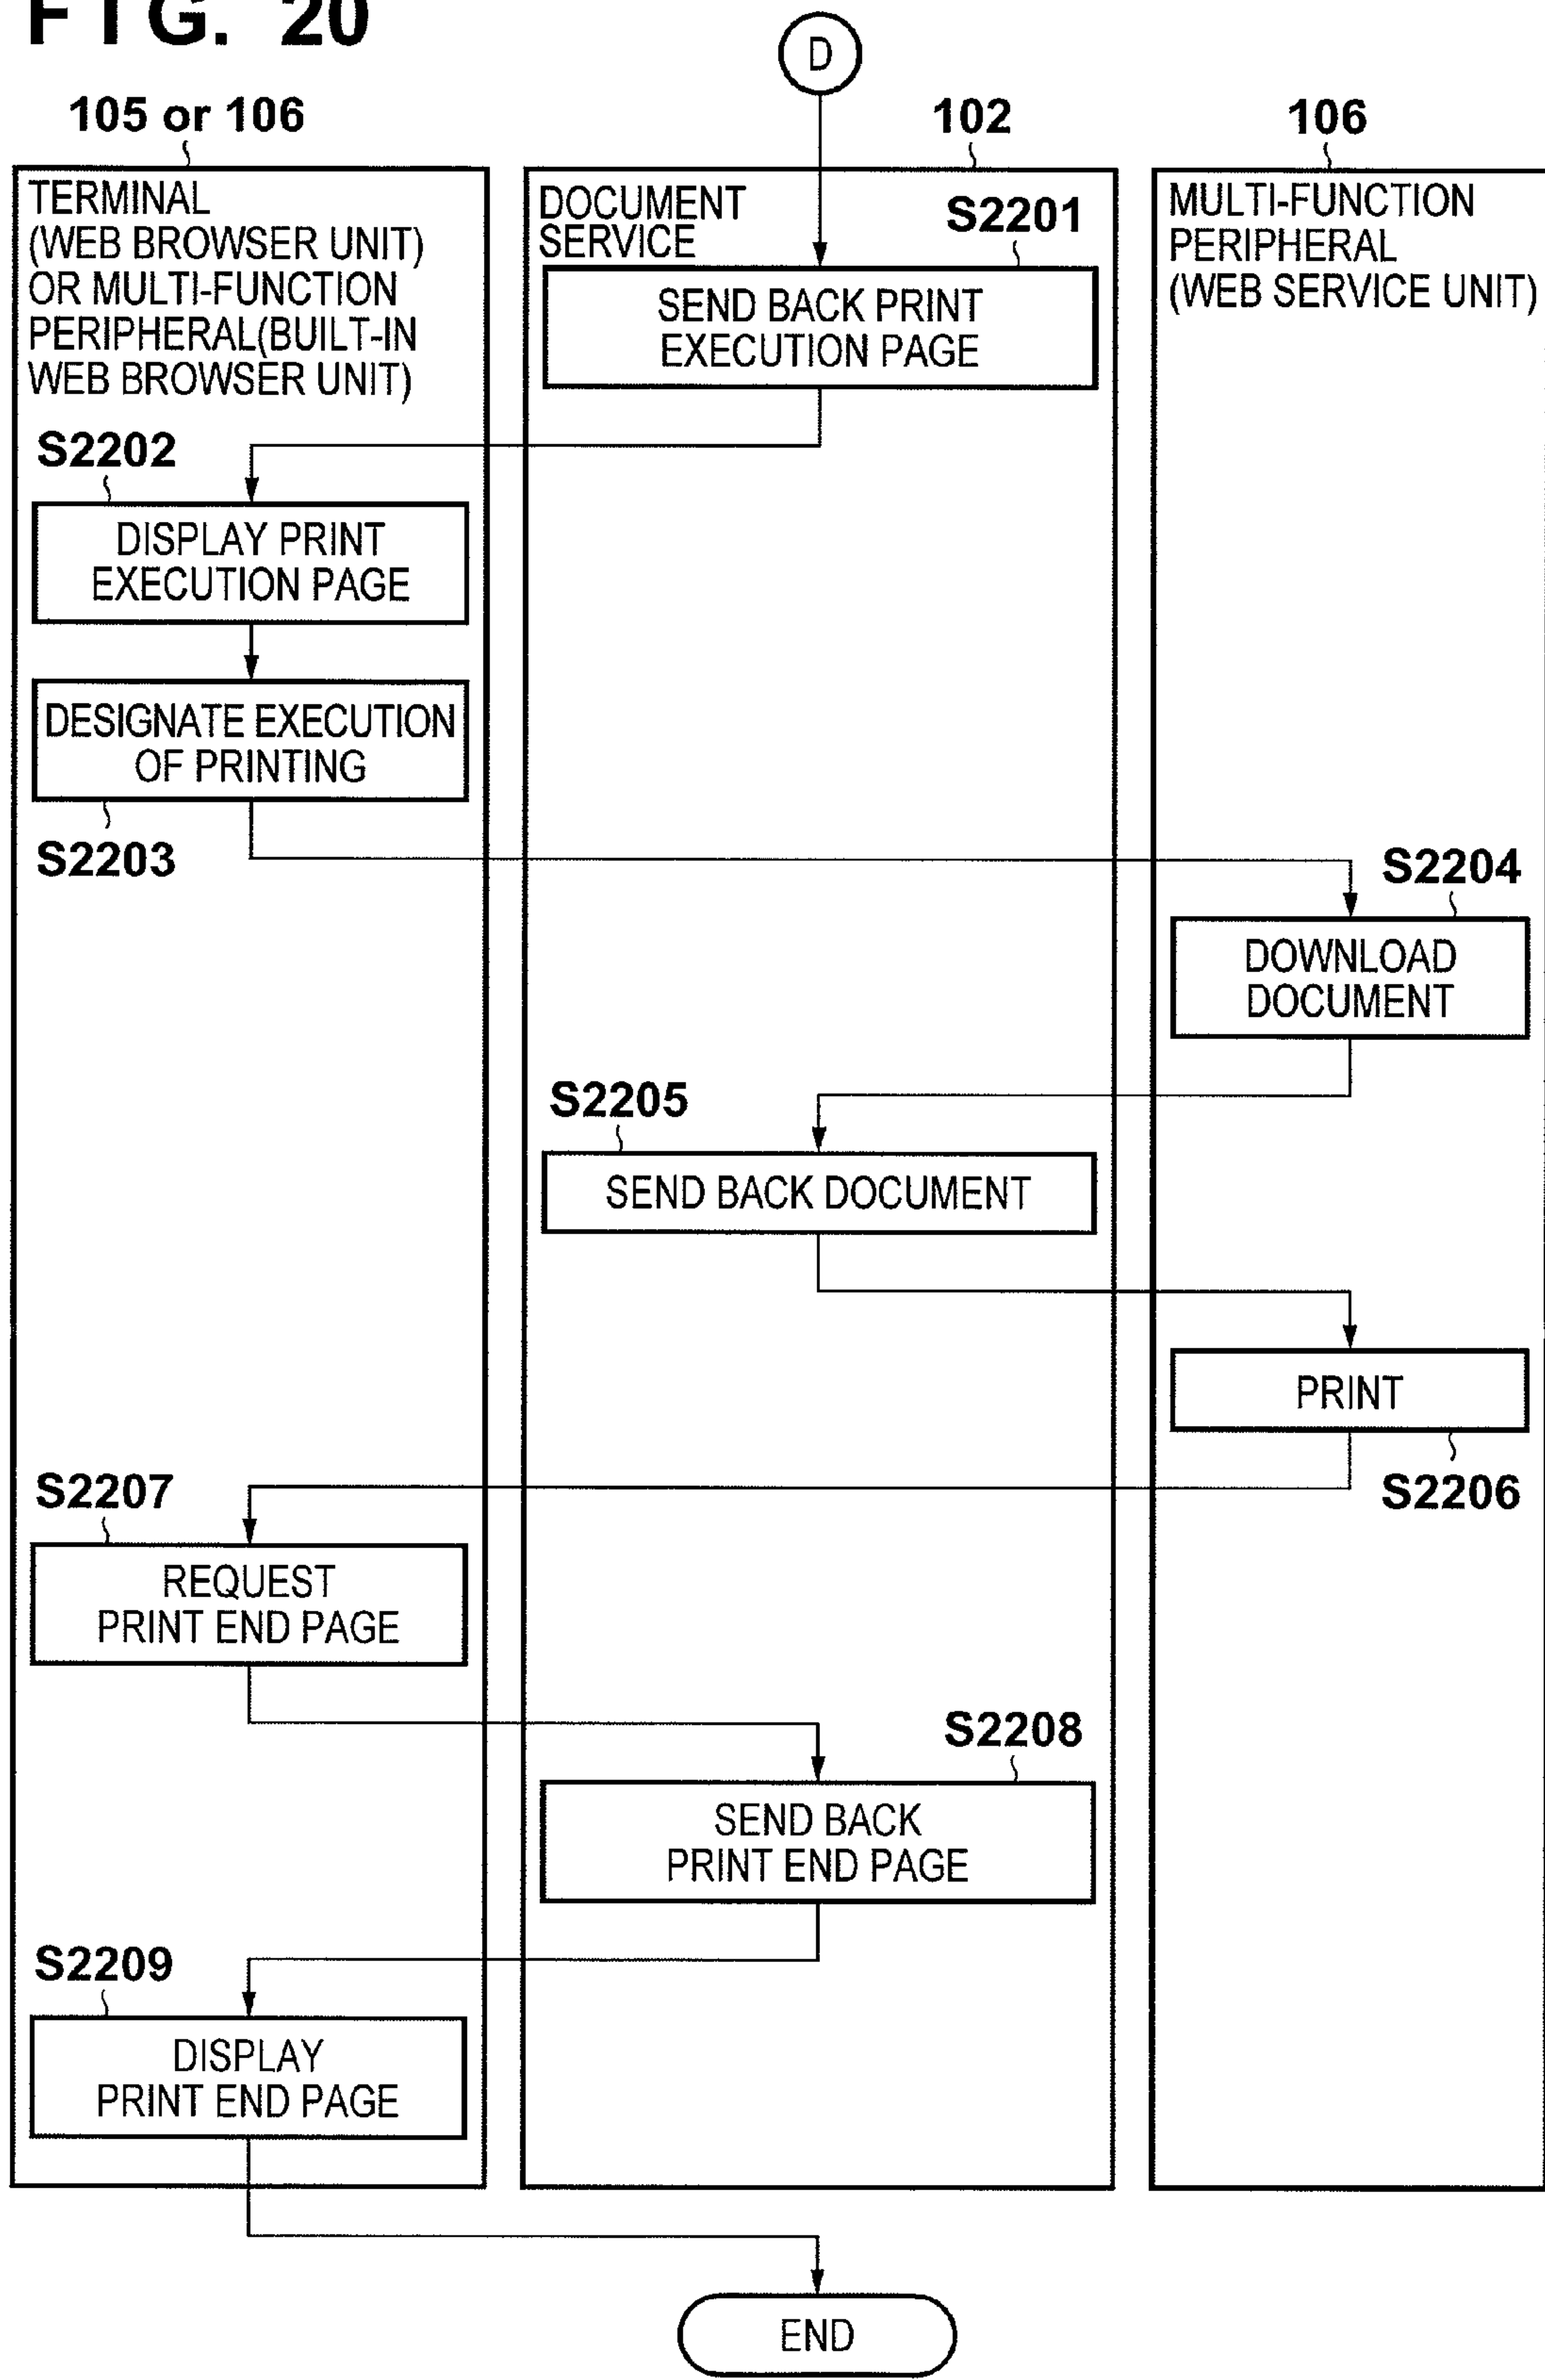 FIG. 20
D
105 or 106
102
106
TERMINAL
(WEB BROWSER UNIT)
OR MULTI-FUNCTION
PERIPHERAL(BUILT-IN
WEB BROWSER UNIT)
DOCUMENT
SERVICE
MULTI-FUNCTION
PERIPHERAL
(WEB SERVICE UNIT)
S2201
SEND BACK PRINT
EXECUTION PAGE
S2202
DISPLAY PRINT
EXECUTION PAGE
DESIGNATE EXECUTION
OF PRINTING
S2203
S2204
DOWNLOAD
DOCUMENT
S2205
SEND BACK DOCUMENT
PRINT
S2206
S2207
REQUEST
PRINT END PAGE
S2208
SEND BACK
PRINT END PAGE
S2209
DISPLAY
PRINT END PAGE
END